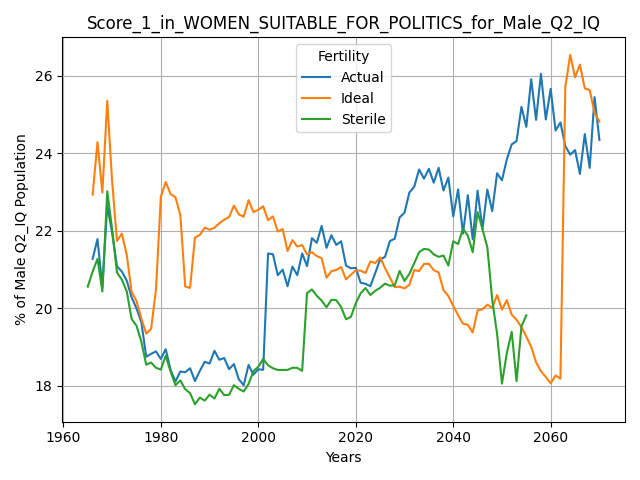 Score_1_in_WOMEN_SUITABLE_FOR_POLITICS_for_Male_Q2_IQ
Fertility
Actual
Ideal
Sterile
% of Male Q2_IQ Population
26
24
22
20
18
1960 1980 2000 2020 2040 2060
Years